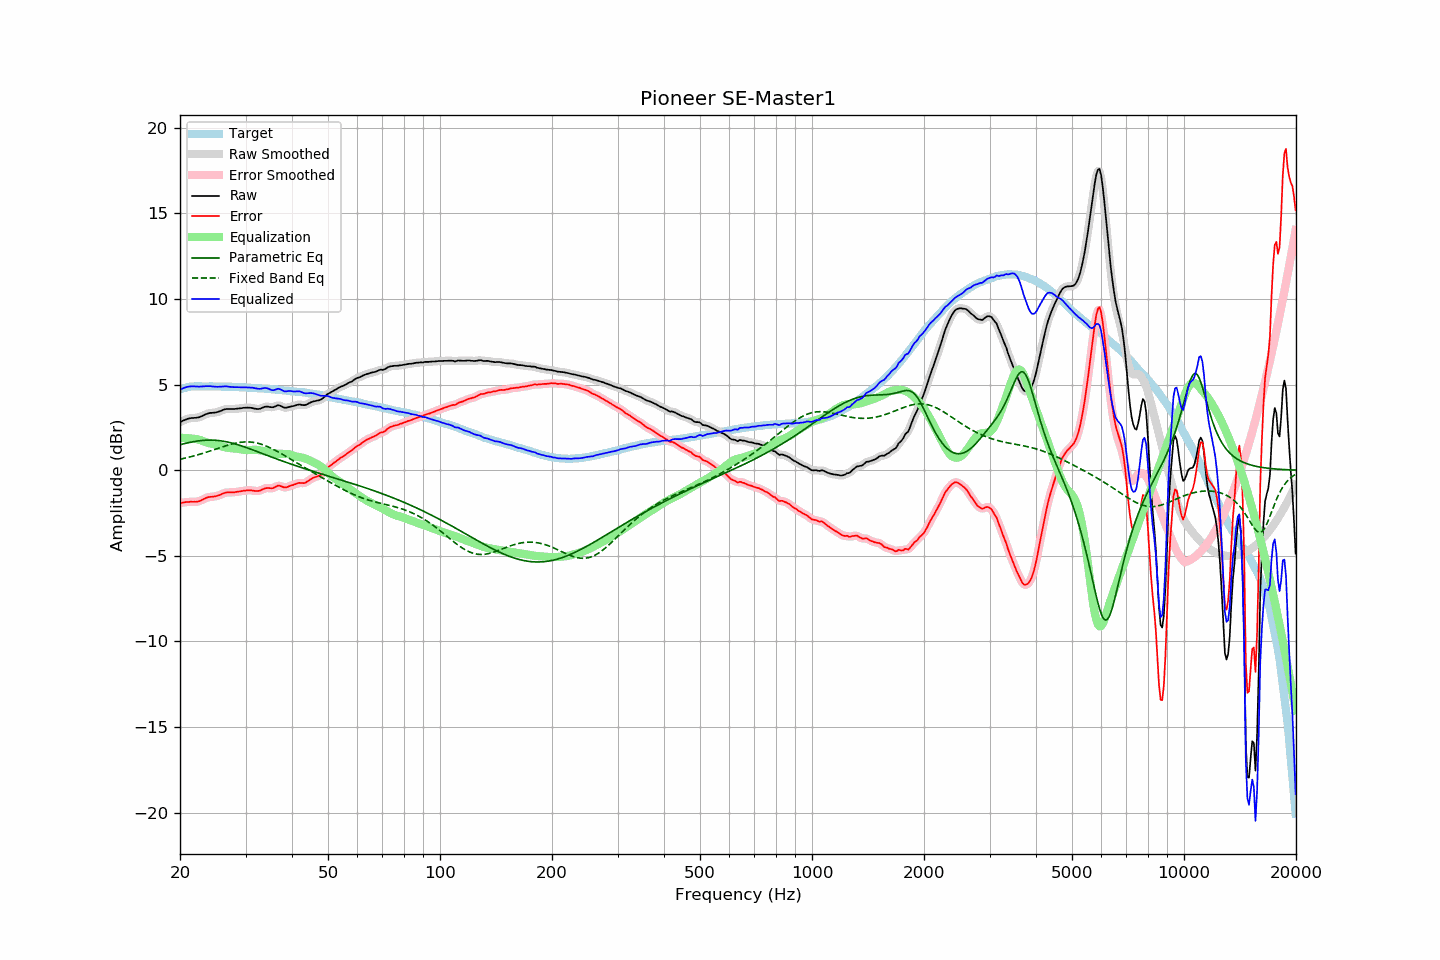 Pioneer SE-Master1
Target
Raw Smoothed
Error Smoothed
Raw
Error
Equalization
Parametric Eq
Fixed Band Eq
Equalized
20
15
10
5
0
−5
−10
−15
−20
Amplitude (dBr)
20 50 100 200 500 1000 2000 5000 10000 20000
Frequency (Hz)